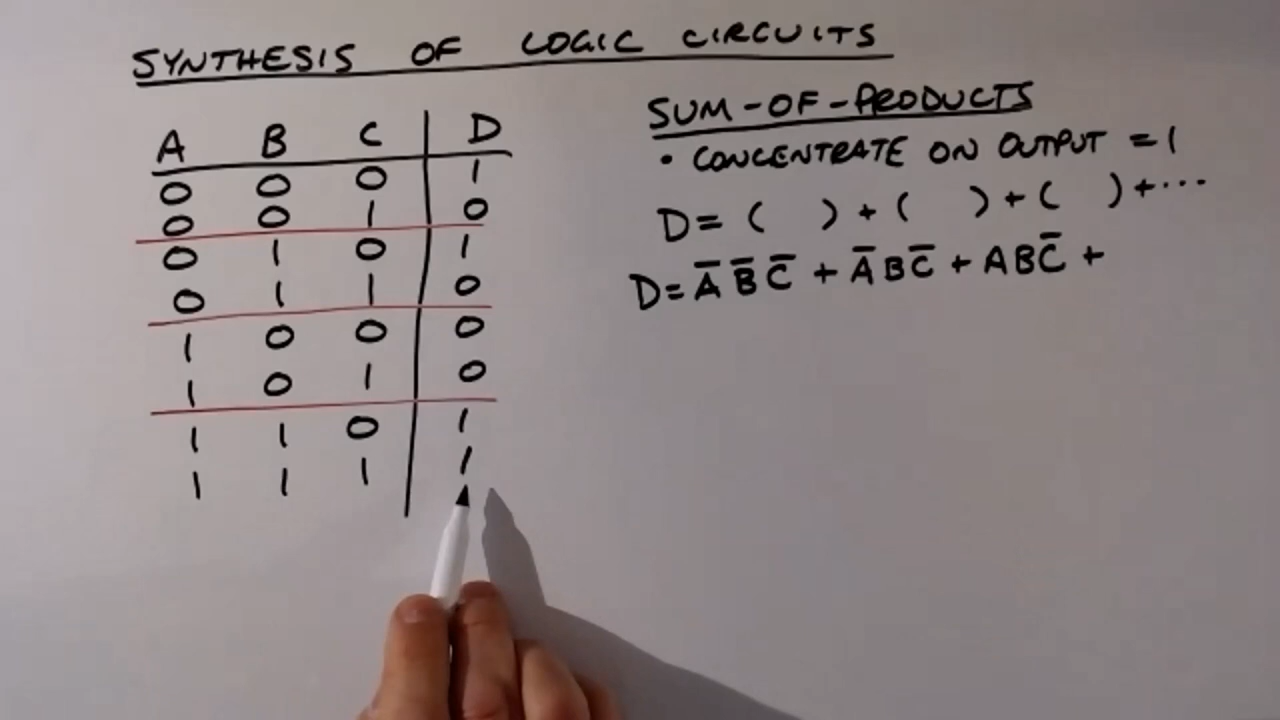 SYNTHESIS OF LOGIC CIRCUITS
A B C D
0 0 0 1
0 0 1 0
0 1 0 1
0 1 1 0
1 0 0 0
1 0 1 0
1 1 0 1
1 1 1 1
SUM-OF-PRODUCTS
• CONCENTRATE ON OUTPUT = 1
D = ( ) + ( ) + ( ) + ...
D = A̅ B̅ C̅ + A̅ B C̅ + A B C̅ +